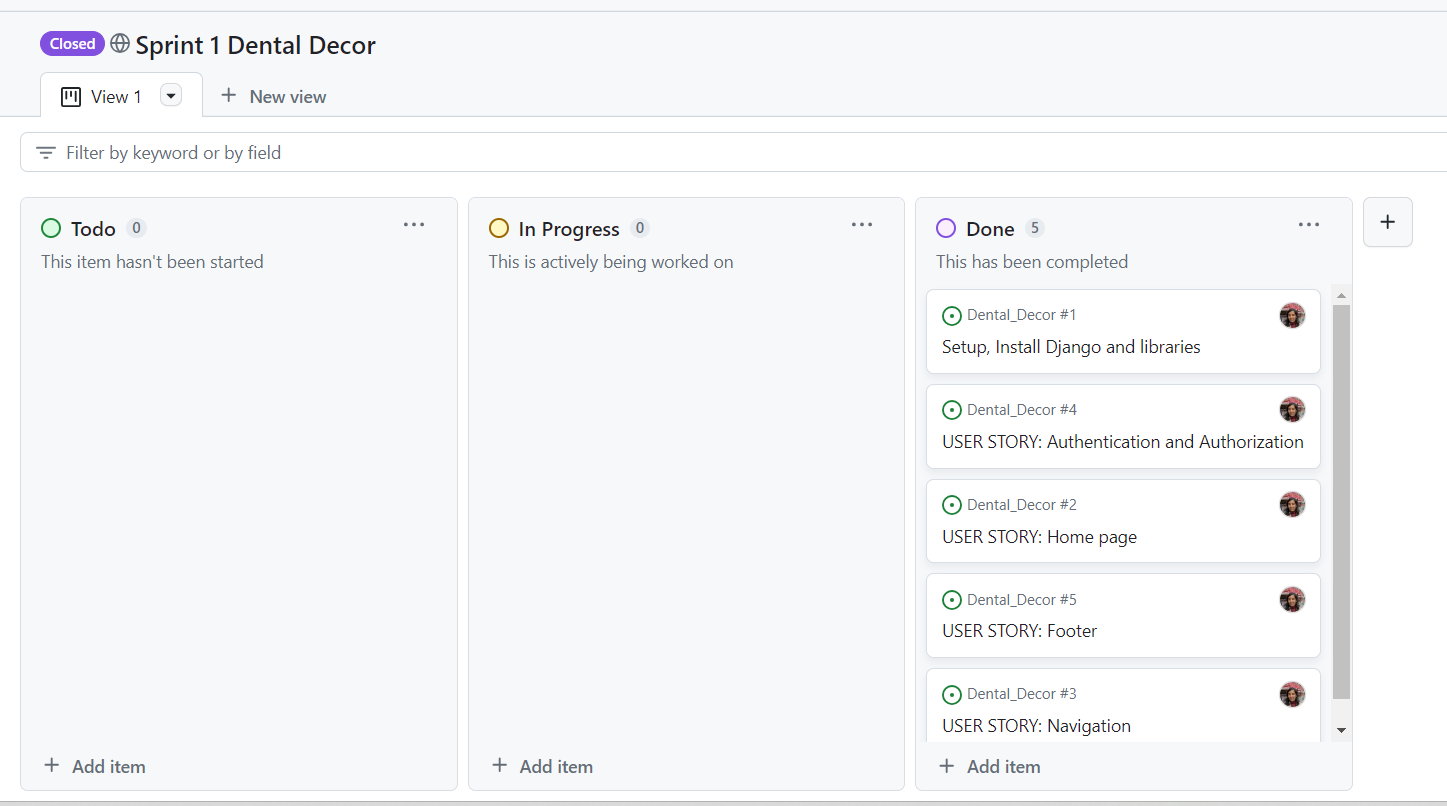 Closed Sprint 1 Dental Decor
View 1 New view
Filter by keyword or by field
Todo 0
This item hasn't been started
Add item
In Progress 0
This is actively being worked on
Add item
Done 5
This has been completed
Dental_Decor #1
Setup, Install Django and libraries
Dental_Decor #4
USER STORY: Authentication and Authorization
Dental_Decor #2
USER STORY: Home page
Dental_Decor #5
USER STORY: Footer
Dental_Decor #3
USER STORY: Navigation
Add item